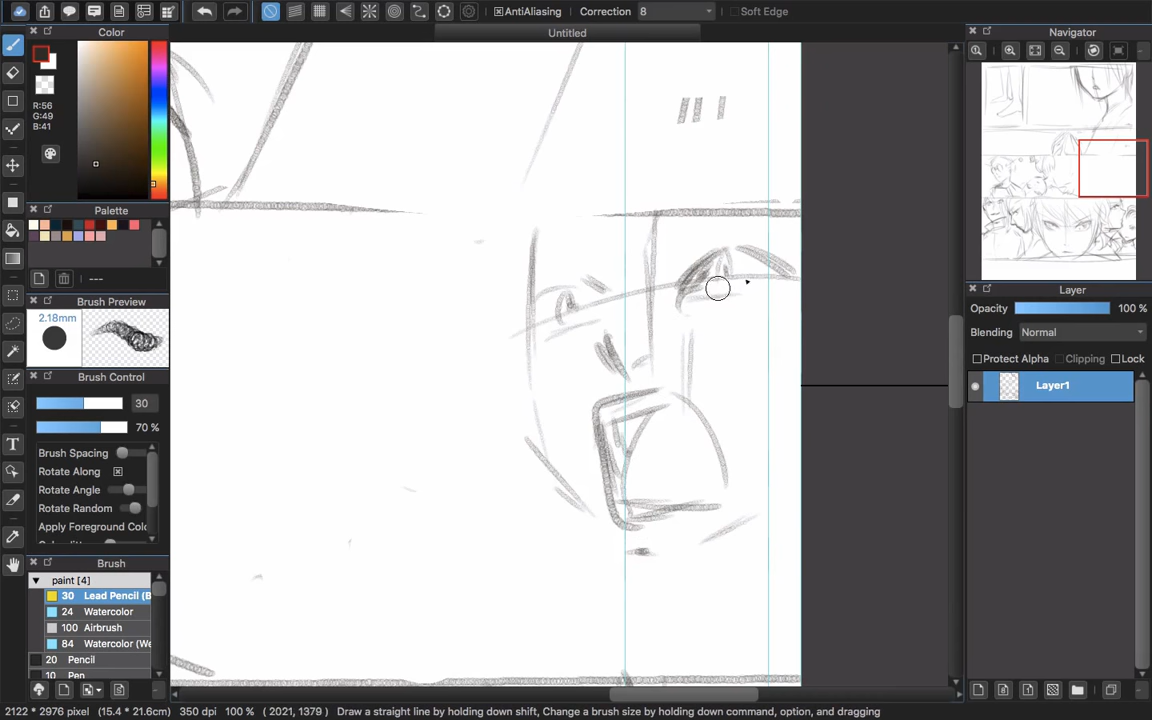 AntiAliasing
Correction
8
Soft Edge
Color
Untitled
Navigator
R:56
G:49
B:41
Palette
---
Brush Preview
2.18mm
Brush Control
30
70 %
Brush Spacing
Rotate Along
Rotate Angle
Rotate Random
Apply Foreground Colo
Brush
paint [4]
30 Lead Pencil (B
24 Watercolor
100 Airbrush
84 Watercolor (We
20 Pencil
10 Pen
Layer
Opacity
100 %
Blending
Normal
Protect Alpha
Clipping
Lock
Layer1
2122 * 2976 pixel (15.4 * 21.6cm) 350 dpi 100 % ( 2021, 1379 ) Draw a straight line by holding down shift, Change a brush size by holding down command, option, and dragging